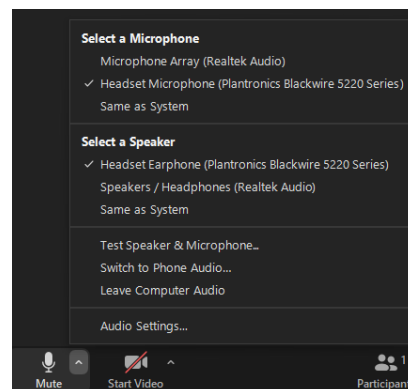 Select a Microphone
Microphone Array (Realtek Audio)
✓ Headset Microphone (Plantronics Blackwire 5220 Series)
Same as System
Select a Speaker
✓ Headset Earphone (Plantronics Blackwire 5220 Series)
Speakers / Headphones (Realtek Audio)
Same as System
Test Speaker & Microphone...
Switch to Phone Audio...
Leave Computer Audio
Audio Settings...
1
Mute Start Video Participant